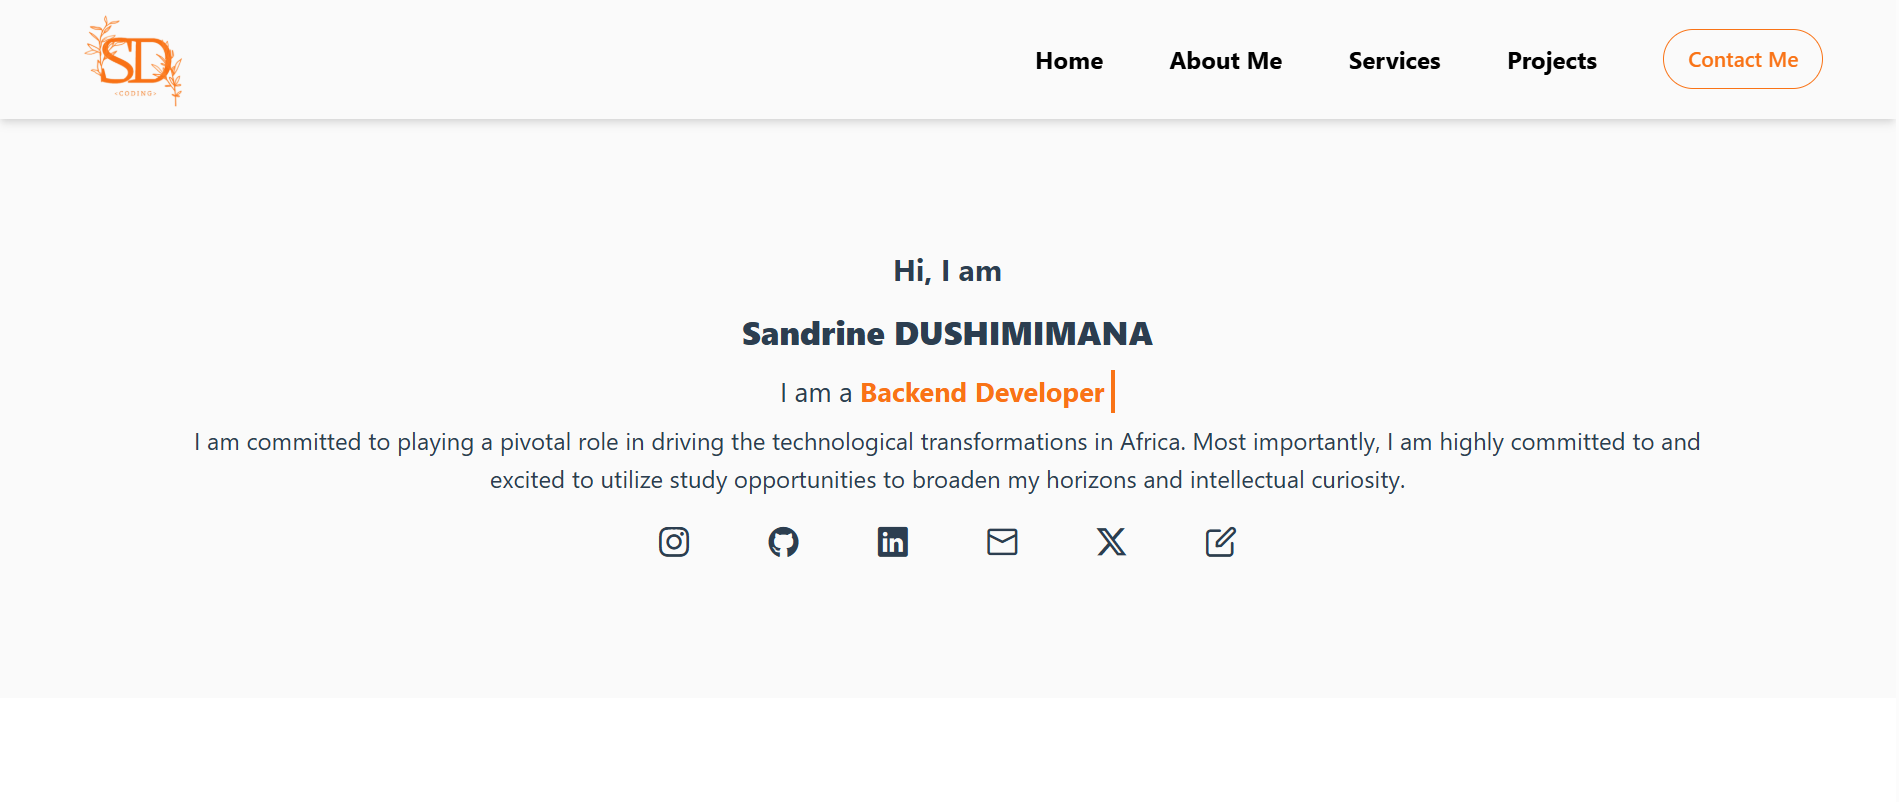 SD
-CODING-
Home
About Me
Services
Projects
Contact Me
Hi, I am
Sandrine DUSHIMIMANA
I am a Backend Developer
I am committed to playing a pivotal role in driving the technological transformations in Africa. Most importantly, I am highly committed to and
excited to utilize study opportunities to broaden my horizons and intellectual curiosity.